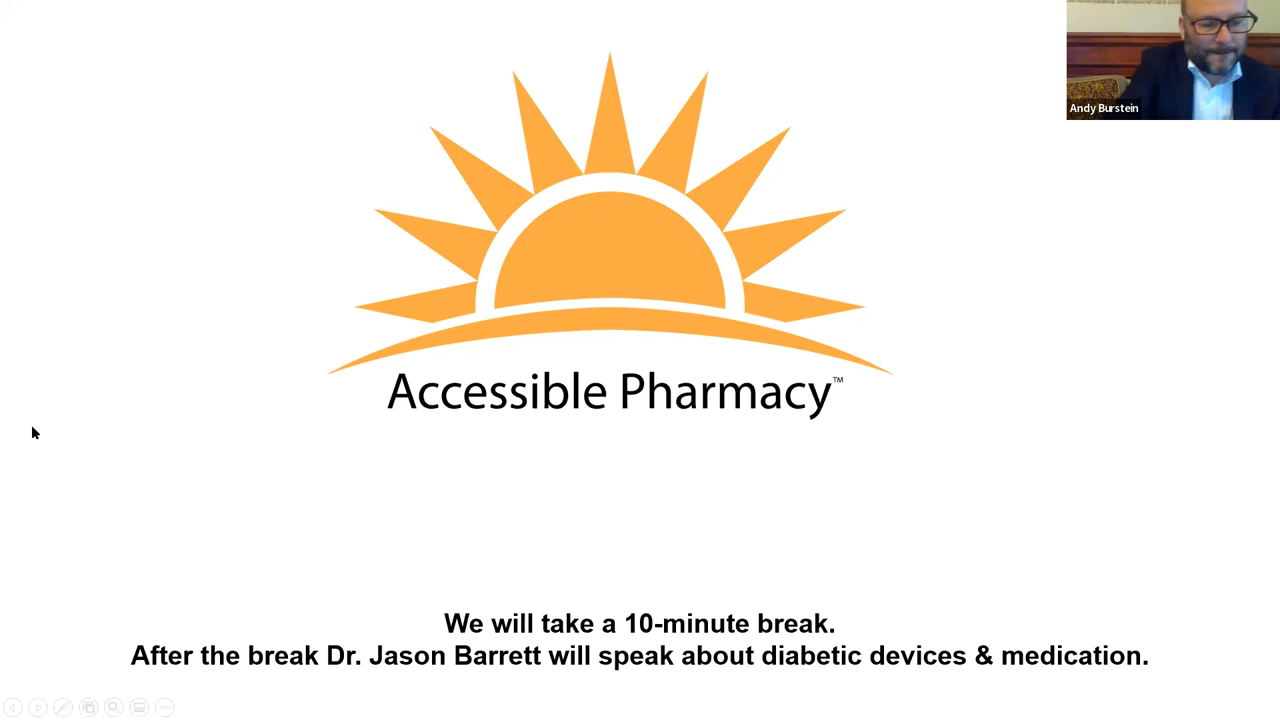 Andy Burstein
Accessible Pharmacy™
We will take a 10-minute break.
After the break Dr. Jason Barrett will speak about diabetic devices & medication.